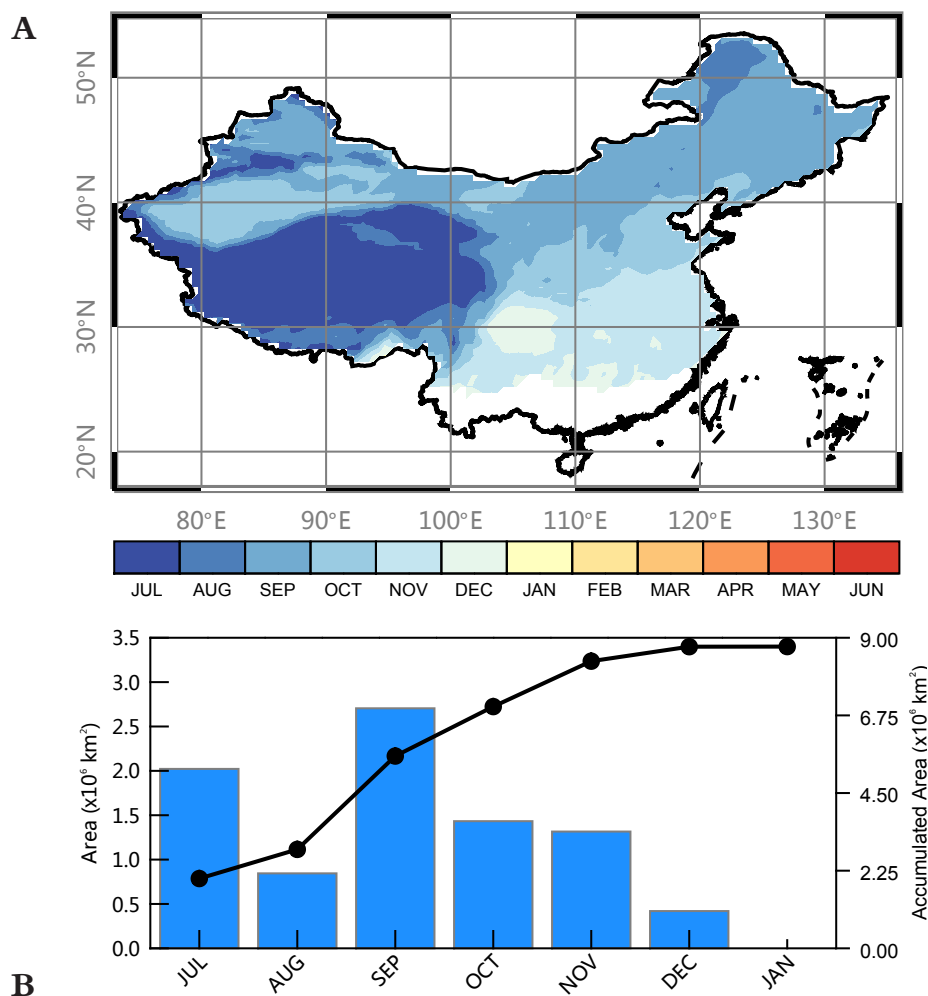 A
50°N
40°N
30°N
20°N
80°E 90°E 100°E 110°E 120°E 130°E
JUL AUG SEP OCT NOV DEC JAN FEB MAR APR MAY JUN
3.5
3.0
2.5
2.0
1.5
1.0
0.5
0.0
Area (x10⁶ km²)
9.00
6.75
4.50
2.25
0.00
Accumulated Area (x10⁶ km²)
JUL AUG SEP OCT NOV DEC JAN
B